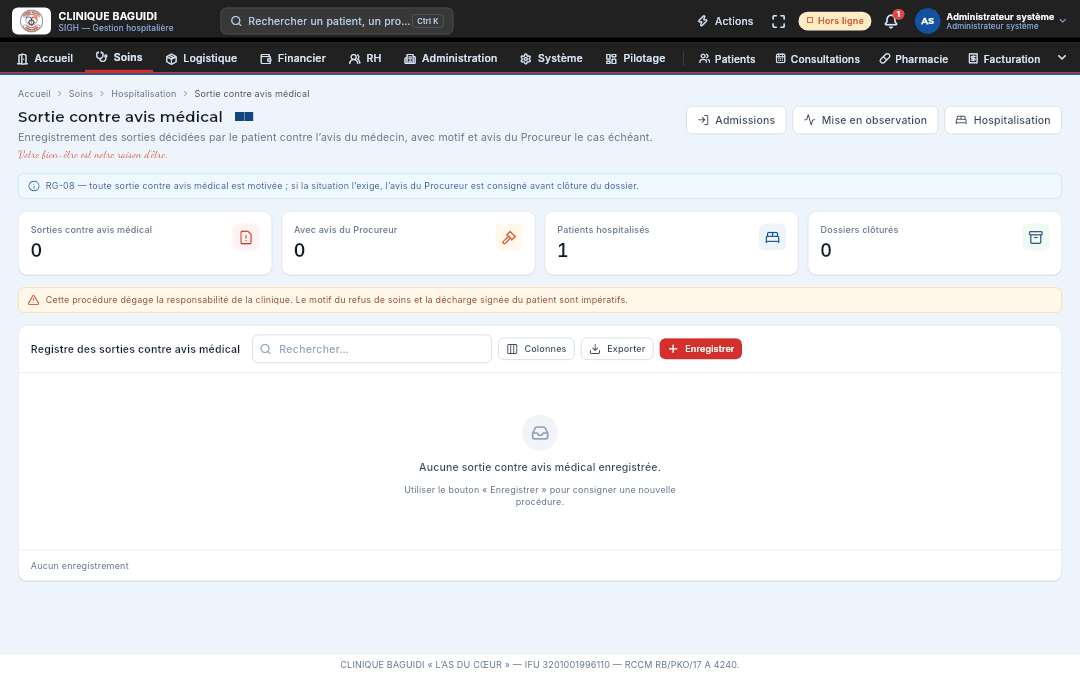 CLINIQUE BAGUIDI
SIGH — Gestion hospitalière
Rechercher un patient, un pro... Ctrl K
Actions
Hors ligne
1
AS
Administrateur système
Administrateur système
Accueil Soins Logistique Financier RH Administration Système Pilotage Patients Consultations Pharmacie Facturation
Accueil > Soins > Hospitalisation > Sortie contre avis médical
Sortie contre avis médical
Enregistrement des sorties décidées par le patient contre l'avis du médecin, avec motif et avis du Procureur le cas échéant.
Votre bien-être est notre raison d'être.
Admissions
Mise en observation
Hospitalisation
RG-08 — toute sortie contre avis médical est motivée ; si la situation l'exige, l'avis du Procureur est consigné avant clôture du dossier.
Sorties contre avis médical
0
Avec avis du Procureur
0
Patients hospitalisés
1
Dossiers clôturés
0
Cette procédure dégage la responsabilité de la clinique. Le motif du refus de soins et la décharge signée du patient sont impératifs.
Registre des sorties contre avis médical
Rechercher...
Colonnes
Exporter
Enregistrer
Aucune sortie contre avis médical enregistrée.
Utiliser le bouton « Enregistrer » pour consigner une nouvelle
procédure.
Aucun enregistrement
CLINIQUE BAGUIDI « L'AS DU CŒUR » — IFU 3201001996110 — RCCM RB/PKO/17 A 4240.